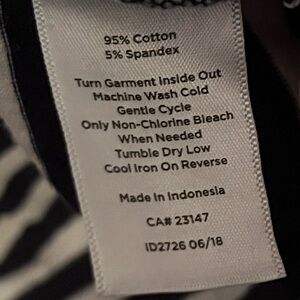 95% Cotton
5% Spandex
Turn Garment Inside Out
Machine Wash Cold
Gentle Cycle
Only Non-Chlorine Bleach
When Needed
Tumble Dry Low
Cool Iron On Reverse
Made in Indonesia
CA# 23147
ID2726 06/18